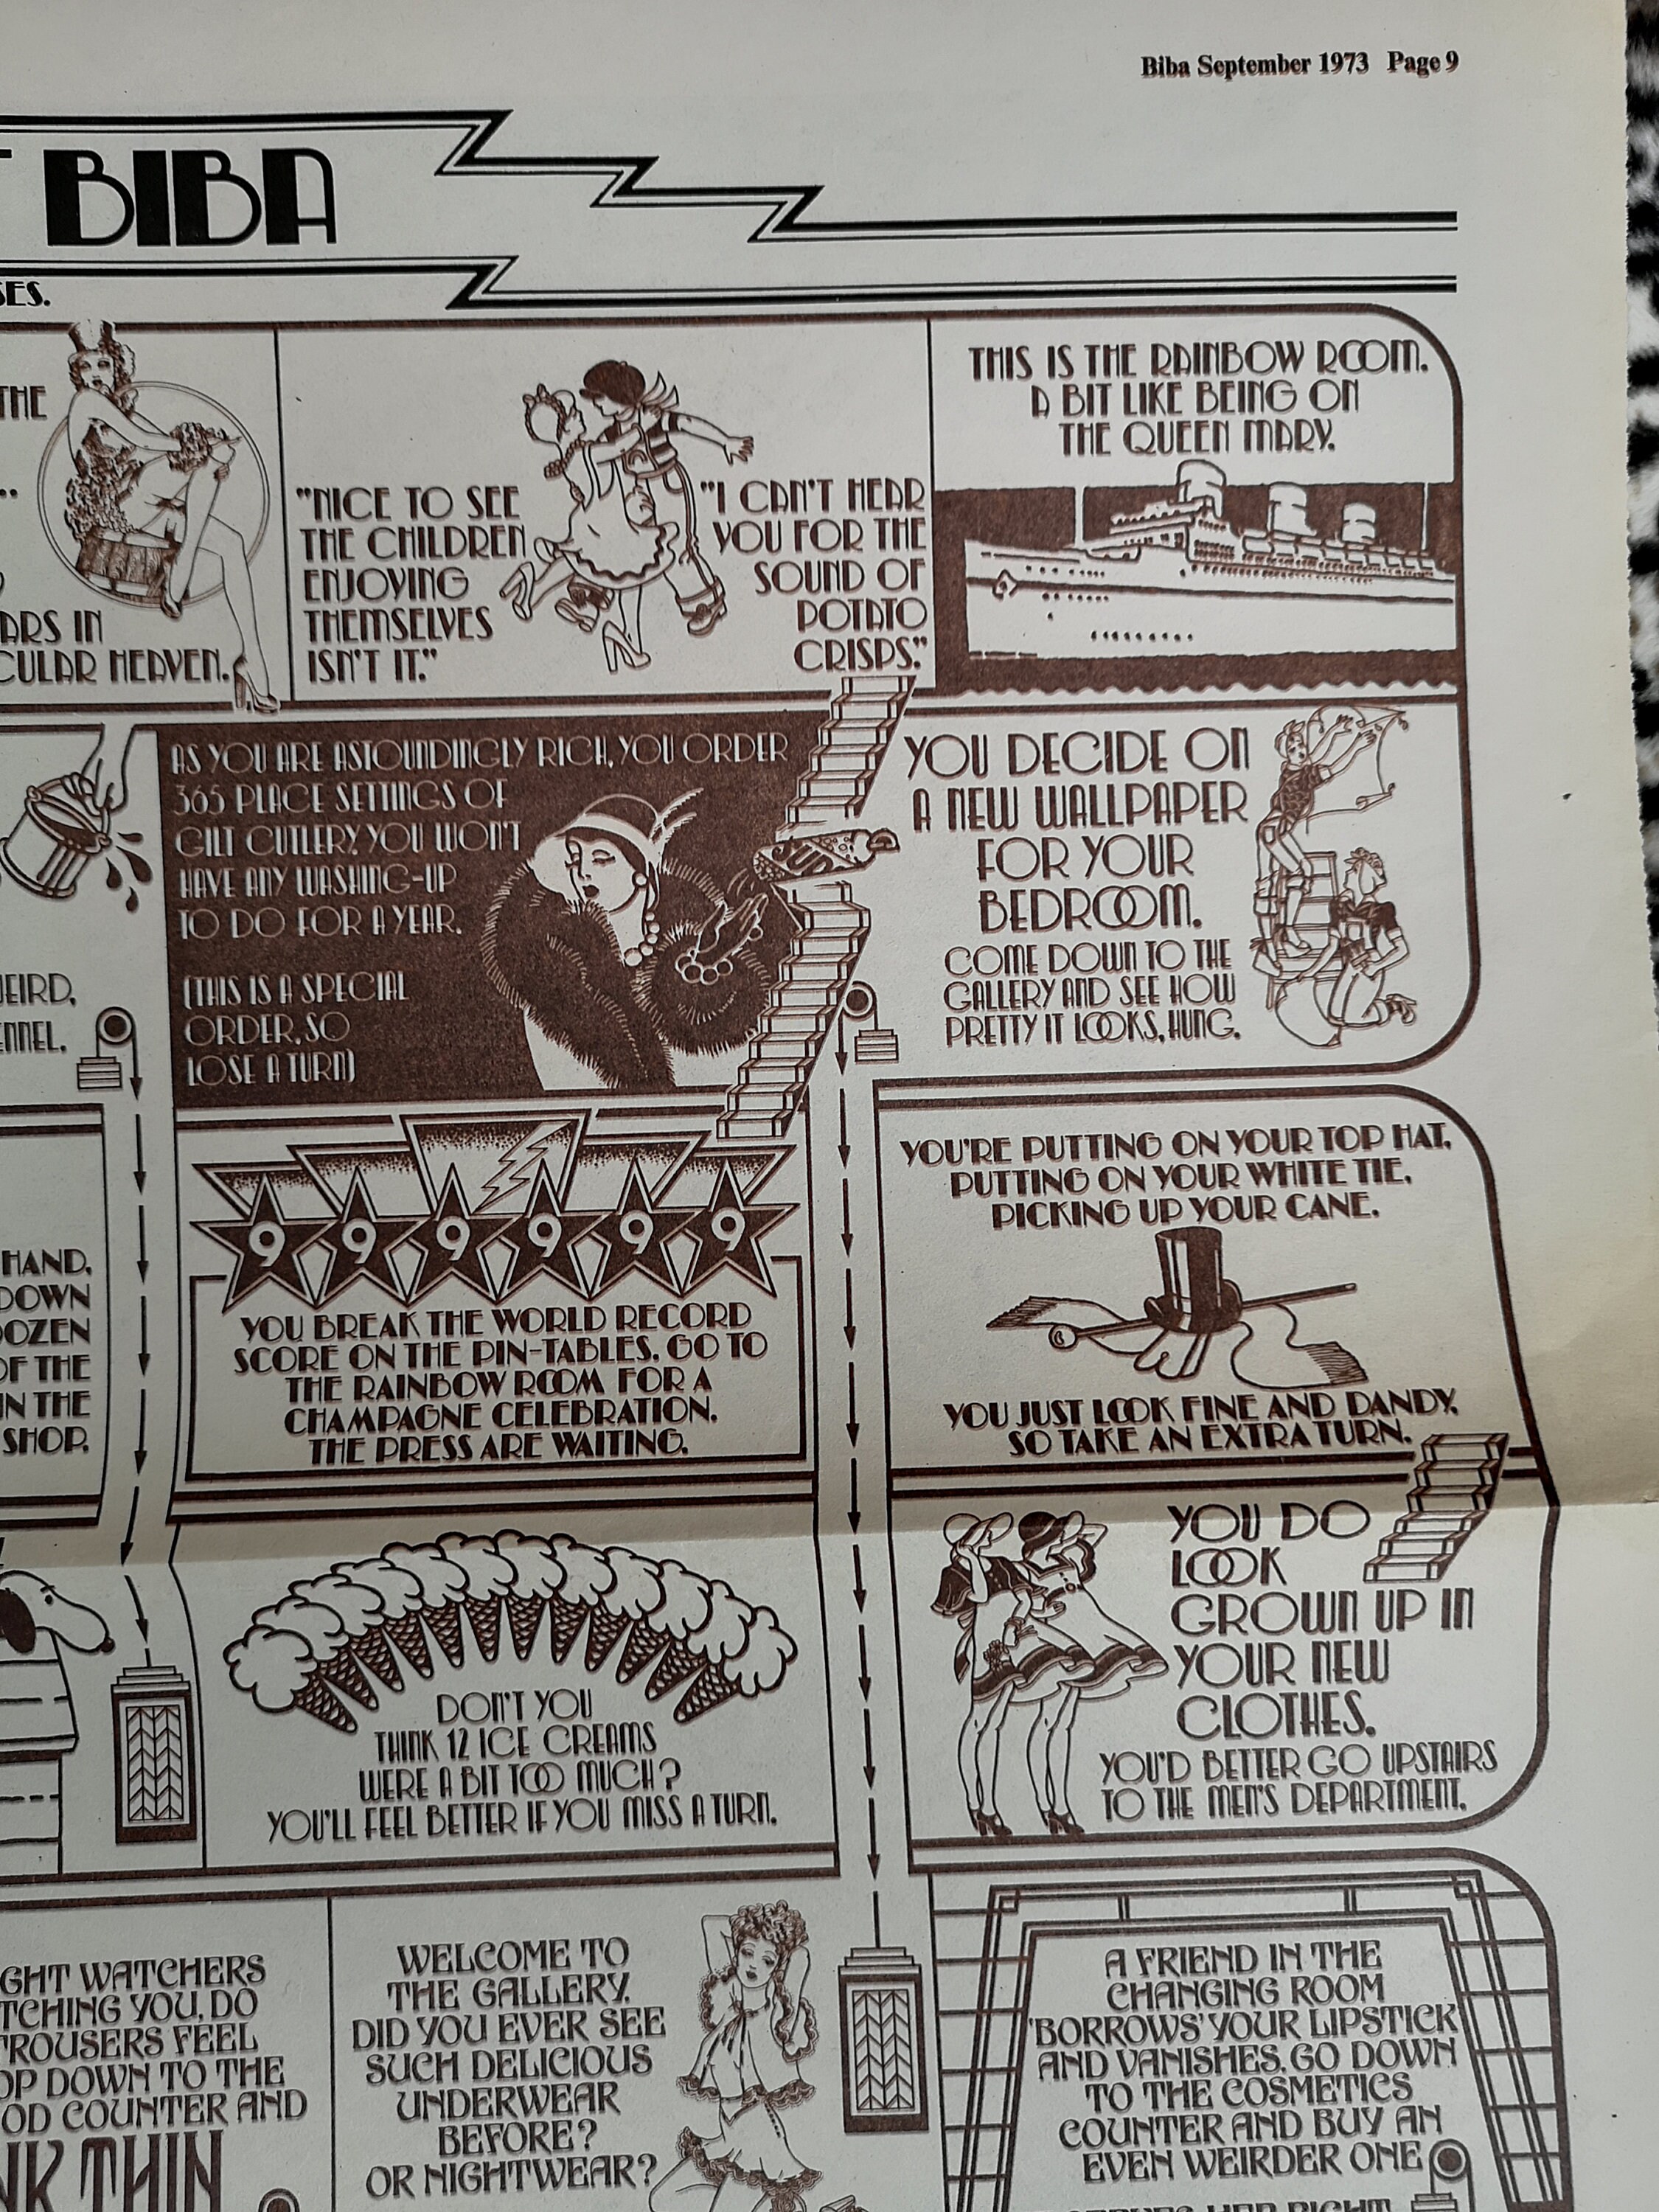 Biba September 1973 Page 9
BIBA
SES.
THE
..
ARS IN
CULAR HEAVEN.
"NICE TO SEE
THE CHILDREN
ENJOYING
THEMSELVES
ISN'T IT."
"I CAN'T HEAR
YOU FOR THE
SOUND OF
POTATO
CRISPS."
THIS IS THE RAINBOW ROOM.
A BIT LIKE BEING ON
THE QUEEN MARY.
EIRD,
ENNEL.
AS YOU ARE ASTOUNDINGLY RICH, YOU ORDER
365 PLACE SETTINGS OF
GILT CUTLERY. YOU WON'T
HAVE ANY WASHING-UP
TO DO FOR A YEAR.
(THIS IS A SPECIAL
ORDER, SO
LOSE A TURN)
UP
YOU DECIDE ON
A NEW WALLPAPER
FOR YOUR
BEDROOM.
COME DOWN TO THE
GALLERY AND SEE HOW
PRETTY IT LOOKS, HUNG.
HAND,
DOWN
DOZEN
OF THE
IN THE
SHOP.
9 9 9 9 9 9
YOU BREAK THE WORLD RECORD
SCORE ON THE PIN-TABLES. GO TO
THE RAINBOW ROOM FOR A
CHAMPAGNE CELEBRATION.
THE PRESS ARE WAITING.
YOU'RE PUTTING ON YOUR TOP HAT,
PUTTING ON YOUR WHITE TIE,
PICKING UP YOUR CANE.
YOU JUST LOOK FINE AND DANDY,
SO TAKE AN EXTRA TURN.
DON'T YOU
THINK 12 ICE CREAMS
WERE A BIT TOO MUCH?
YOU'LL FEEL BETTER IF YOU MISS A TURN.
YOU DO
LOOK
GROWN UP IN
YOUR NEW
CLOTHES.
YOU'D BETTER GO UPSTAIRS
TO THE MEN'S DEPARTMENT.
GHT WATCHERS
TCHING YOU. DO
TROUSERS FEEL
OP DOWN TO THE
OD COUNTER AND
NK THIN
WELCOME TO
THE GALLERY.
DID YOU EVER SEE
SUCH DELICIOUS
UNDERWEAR
BEFORE?
OR NIGHTWEAR?
A FRIEND IN THE
CHANGING ROOM
'BORROWS' YOUR LIPSTICK
AND VANISHES. GO DOWN
TO THE COSMETICS
COUNTER AND BUY AN
EVEN WEIRDER ONE
HER RIGHT